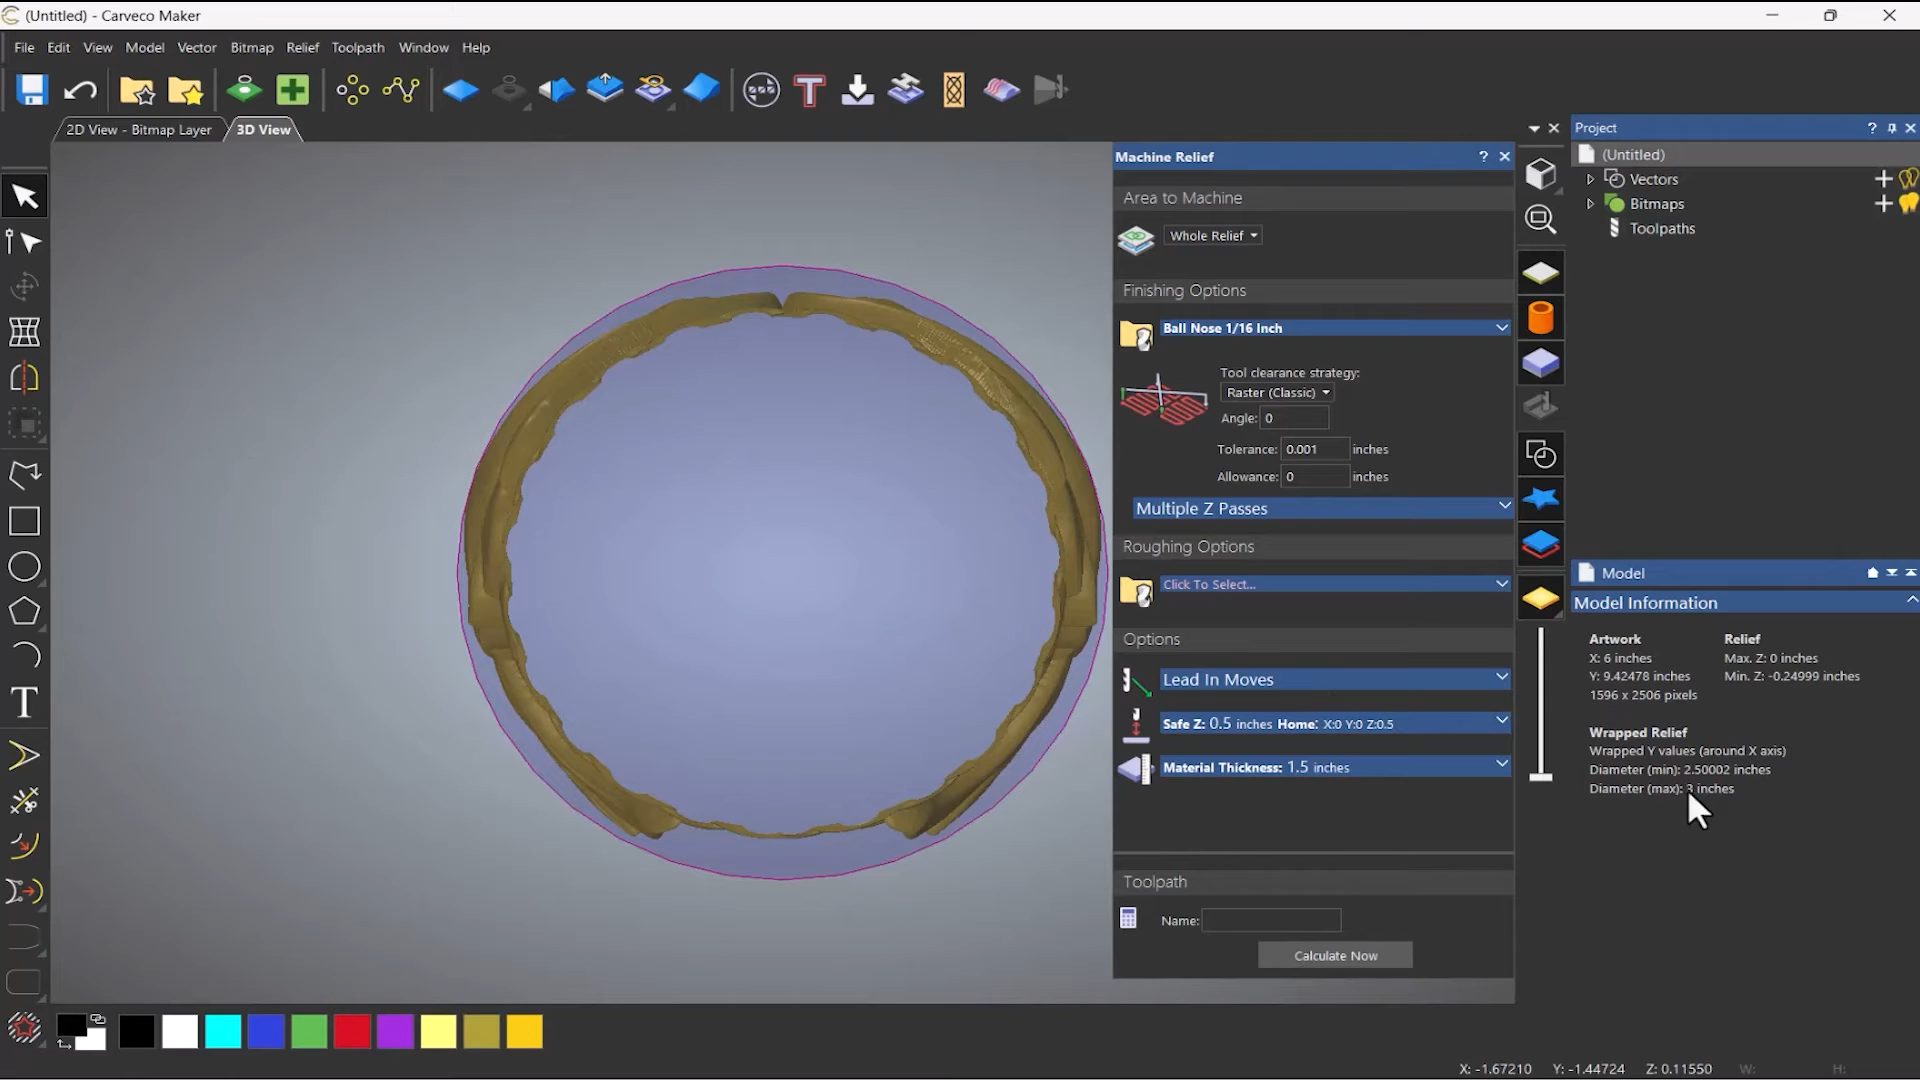 (Untitled) - Carveco Maker
File Edit View Model Vector Bitmap Relief Toolpath Window Help
2D View - Bitmap Layer 3D View
Machine Relief ?
Area to Machine
Whole Relief
Finishing Options
Ball Nose 1/16 Inch
Tool clearance strategy:
Raster (Classic)
Angle: 0
Tolerance: 0.001 inches
Allowance: 0 inches
Multiple Z Passes
Roughing Options
Click To Select...
Options
Lead In Moves
Safe Z: 0.5 inches Home: X:0 Y:0 Z:0.5
Material Thickness: 1.5 inches
Toolpath
Name:
Calculate Now
Project ?
(Untitled)
Vectors
Bitmaps
Toolpaths
Model
Model Information
Artwork Relief
X: 6 inches Max. Z: 0 inches
Y: 9.42478 inches Min. Z: -0.24999 inches
1596 x 2506 pixels
Wrapped Relief
Wrapped Y values (around X axis)
Diameter (min): 2.50002 inches
Diameter (max): 3 inches
X: -1.67210 Y: -1.44724 Z: 0.11550 W: H: